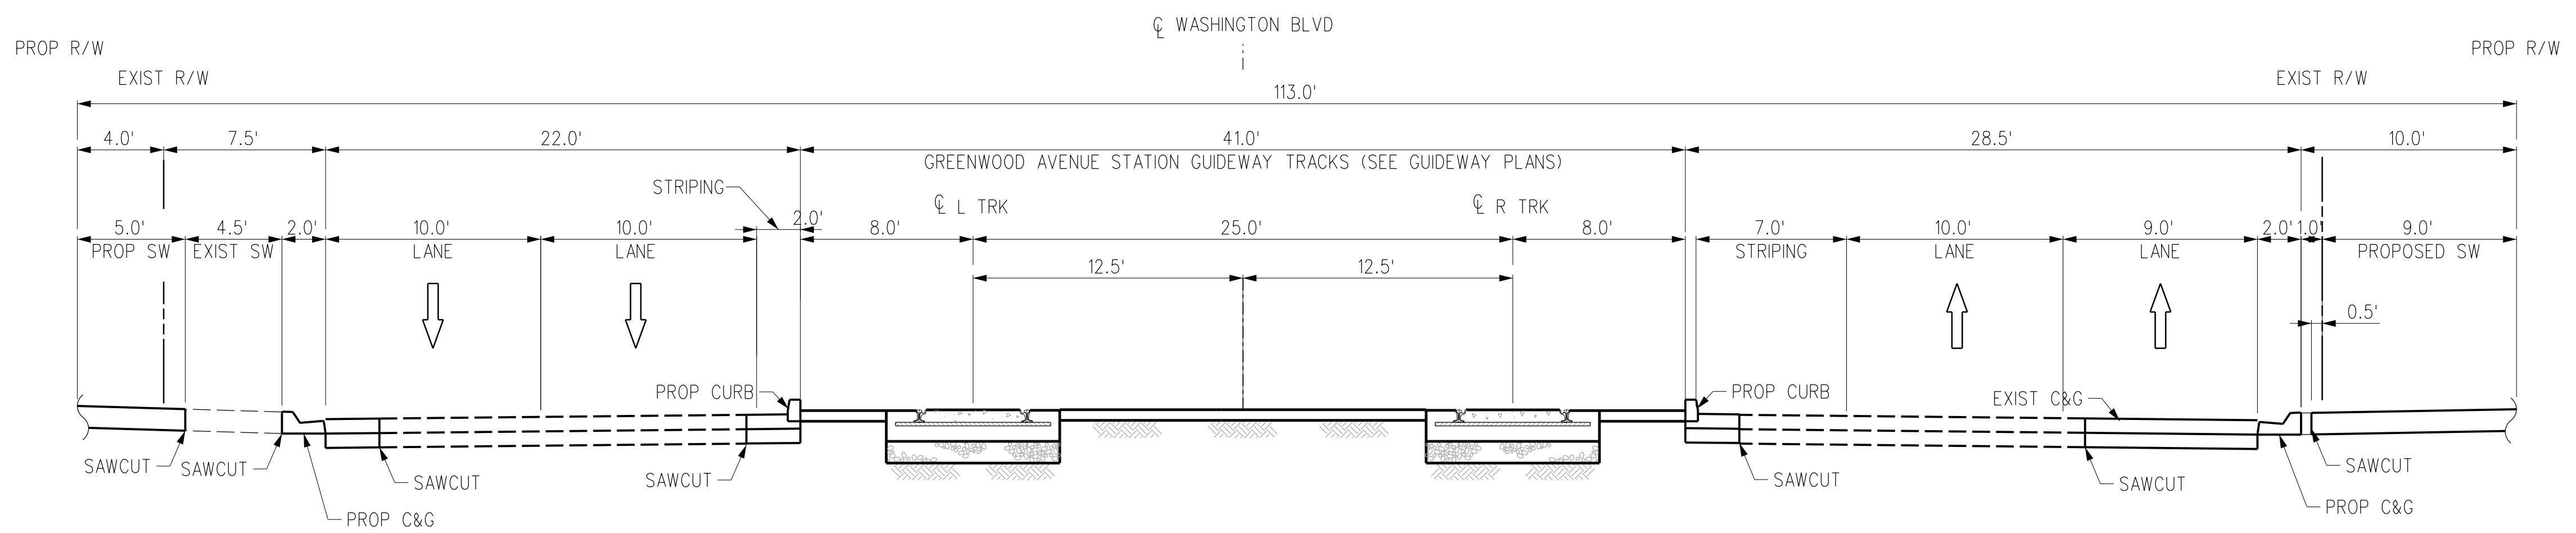 ℄ WASHINGTON BLVD
PROP R/W
PROP R/W
EXIST R/W
EXIST R/W
113.0'
4.0'
7.5'
22.0'
41.0'
28.5'
10.0'
GREENWOOD AVENUE STATION GUIDEWAY TRACKS (SEE GUIDEWAY PLANS)
STRIPING
℄ L TRK
℄ R TRK
5.0'
4.5'
2.0'
10.0'
10.0'
2.0'
8.0'
25.0'
8.0'
7.0'
10.0'
9.0'
2.0'
1.0'
9.0'
PROP SW
EXIST SW
LANE
LANE
STRIPING
LANE
LANE
PROPOSED SW
12.5'
12.5'
0.5'
PROP CURB
PROP CURB
EXIST C&G
SAWCUT
SAWCUT
SAWCUT
SAWCUT
SAWCUT
SAWCUT
SAWCUT
PROP C&G
PROP C&G